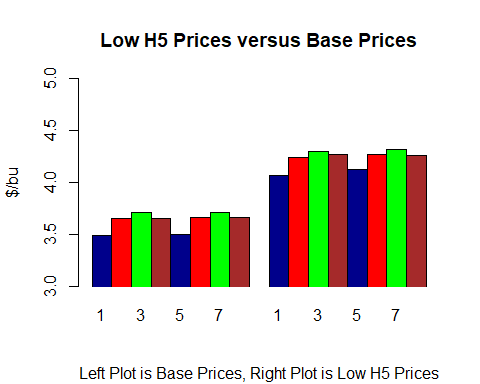 Low H5 Prices versus Base Prices
5.0
4.5
4.0
3.5
3.0
$/bu
1 3 5 7 1 3 5 7
Left Plot is Base Prices, Right Plot is Low H5 Prices